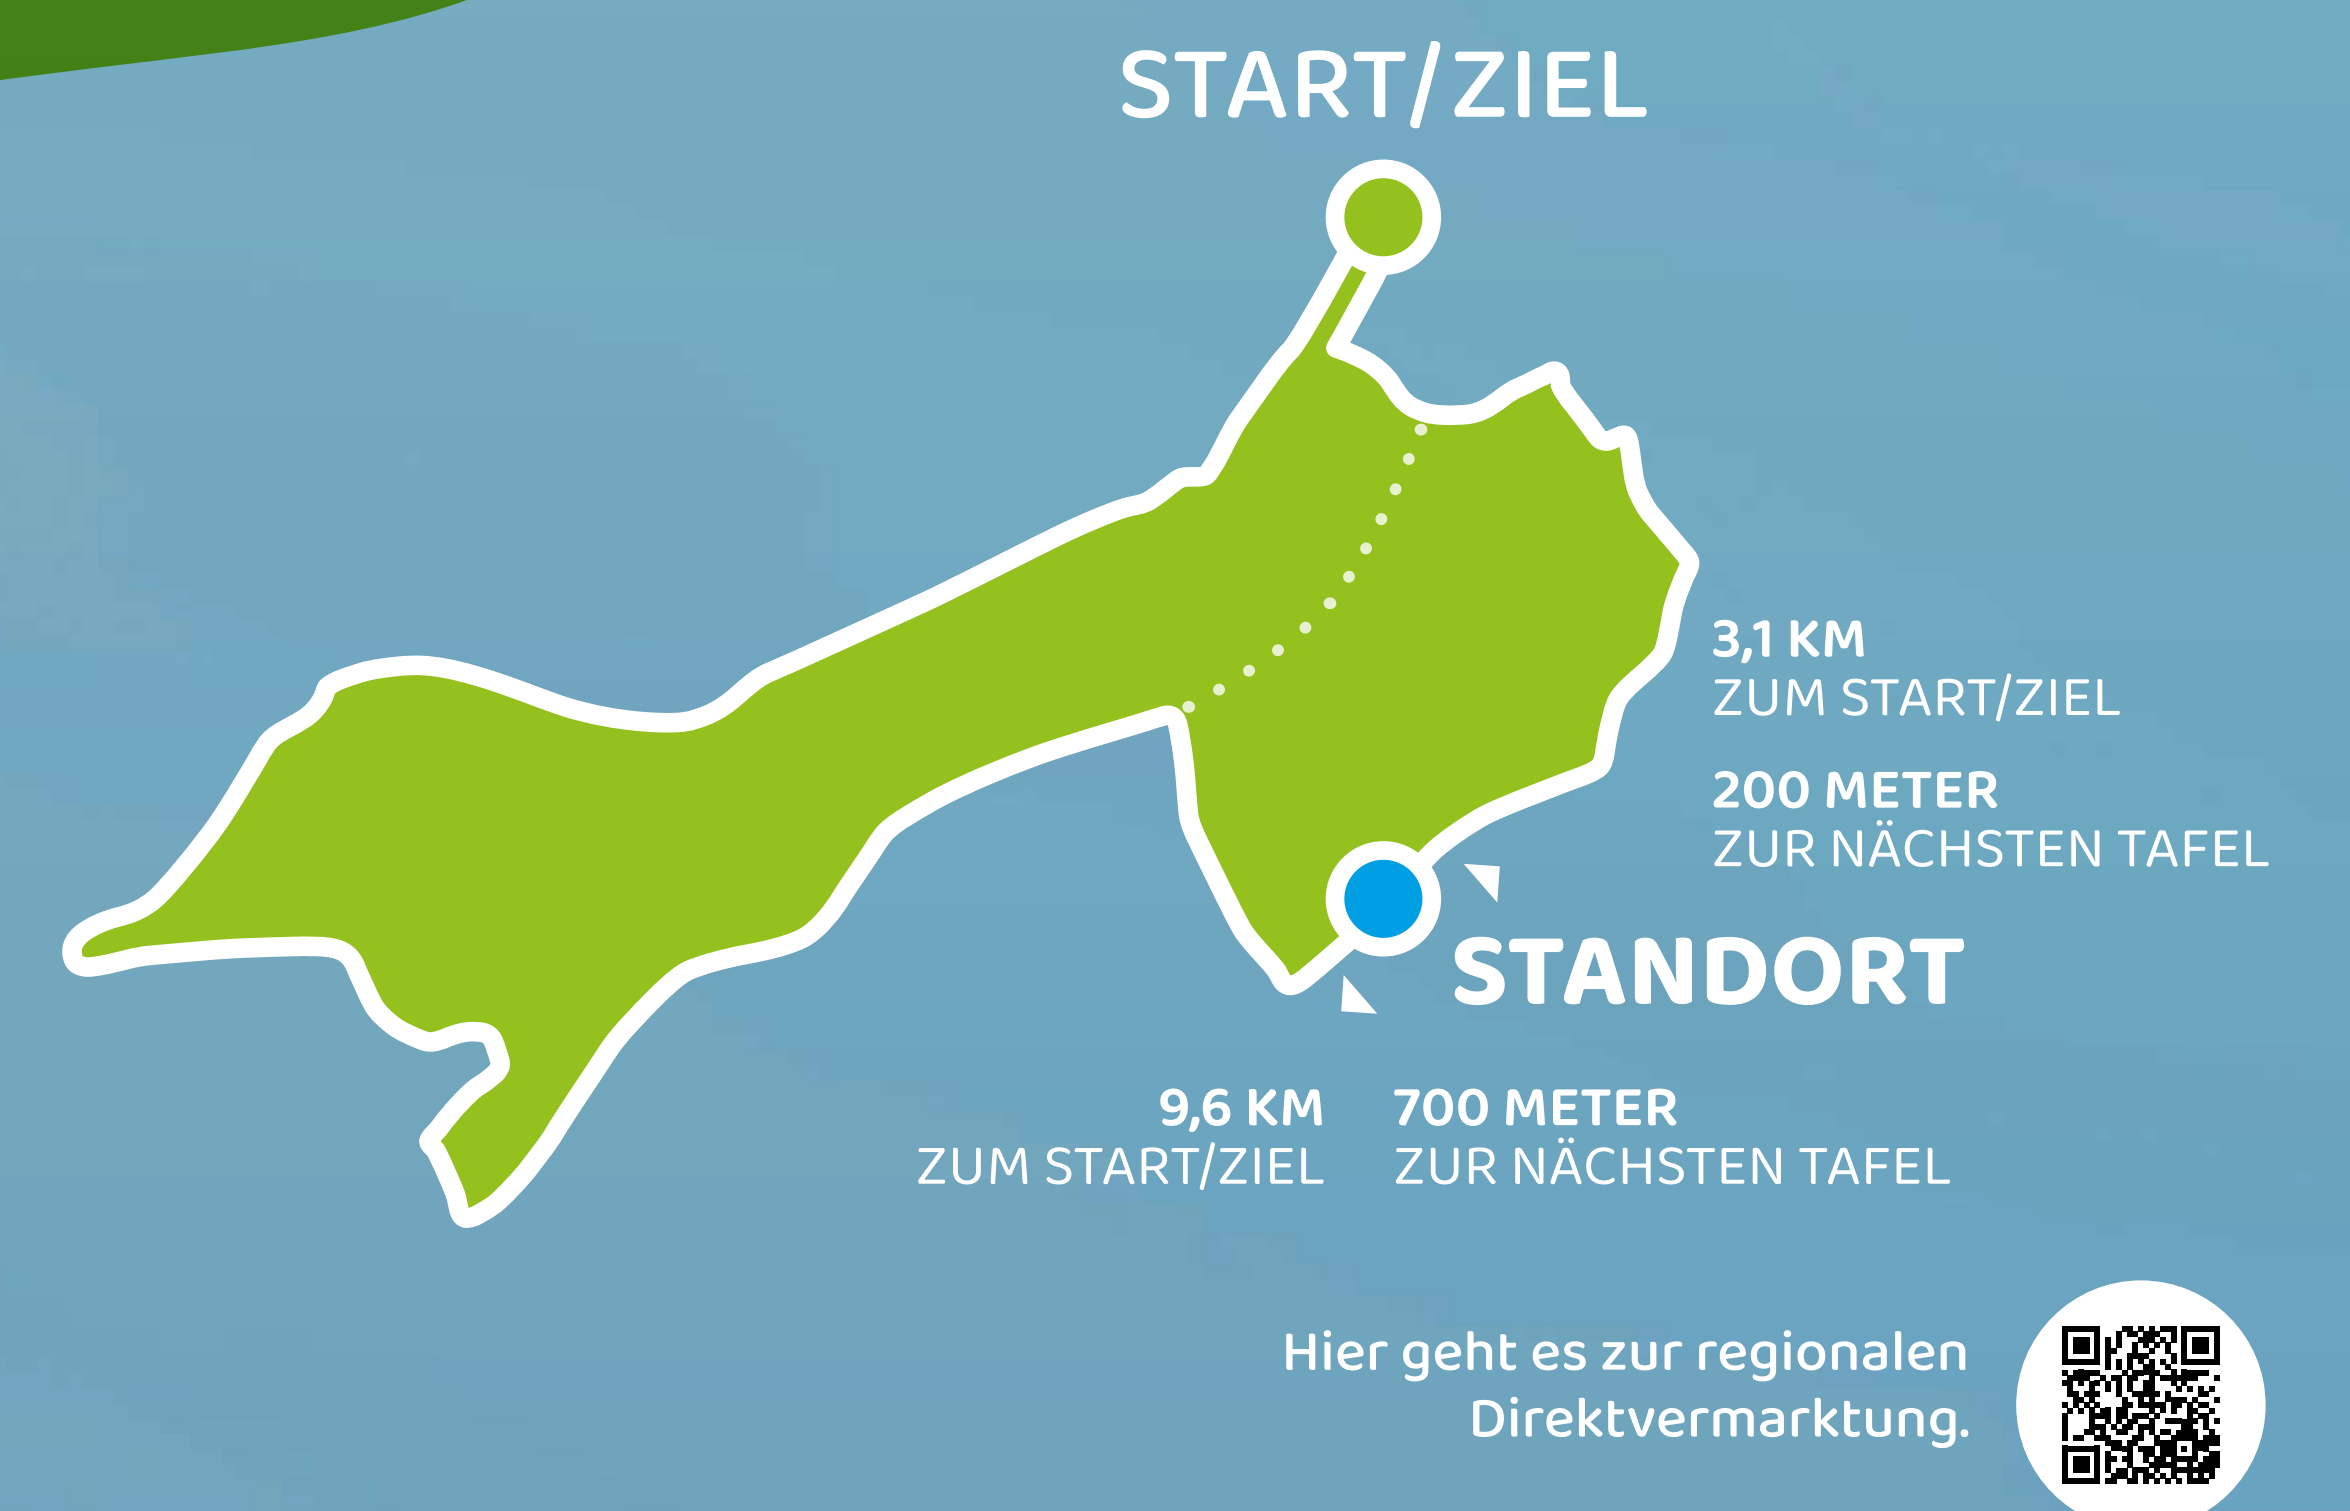 START/ZIEL
3,1 KM
ZUM START/ZIEL
200 METER
ZUR NÄCHSTEN TAFEL
STANDORT
9,6 KM
ZUM START/ZIEL
700 METER
ZUR NÄCHSTEN TAFEL
Hier geht es zur regionalen
Direktvermarktung.